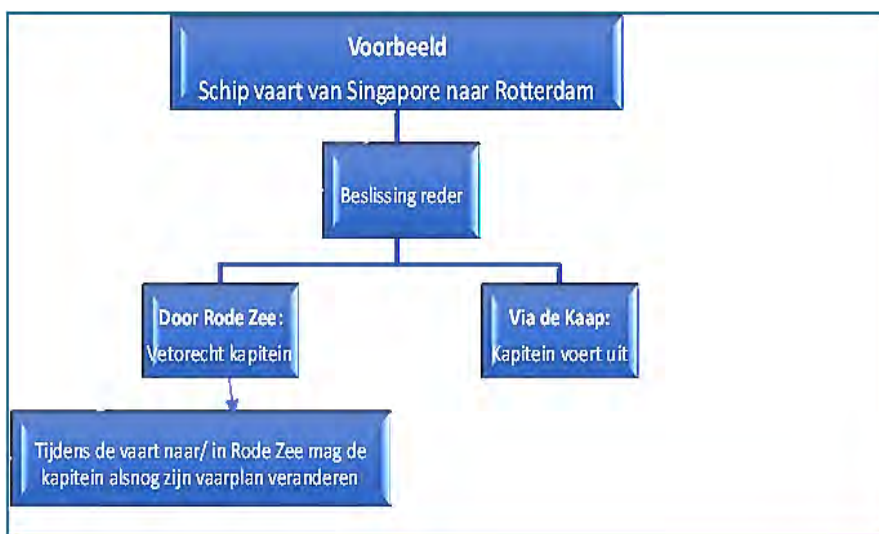 Voorbeeld
Schip vaart van Singapore naar Rotterdam
Beslissing reder
Door Rode Zee:
Vetorecht kapitein
Via de Kaap:
Kapitein voert uit
Tijdens de vaart naar/ in Rode Zee mag de
kapitein alsnog zijn vaarplan veranderen